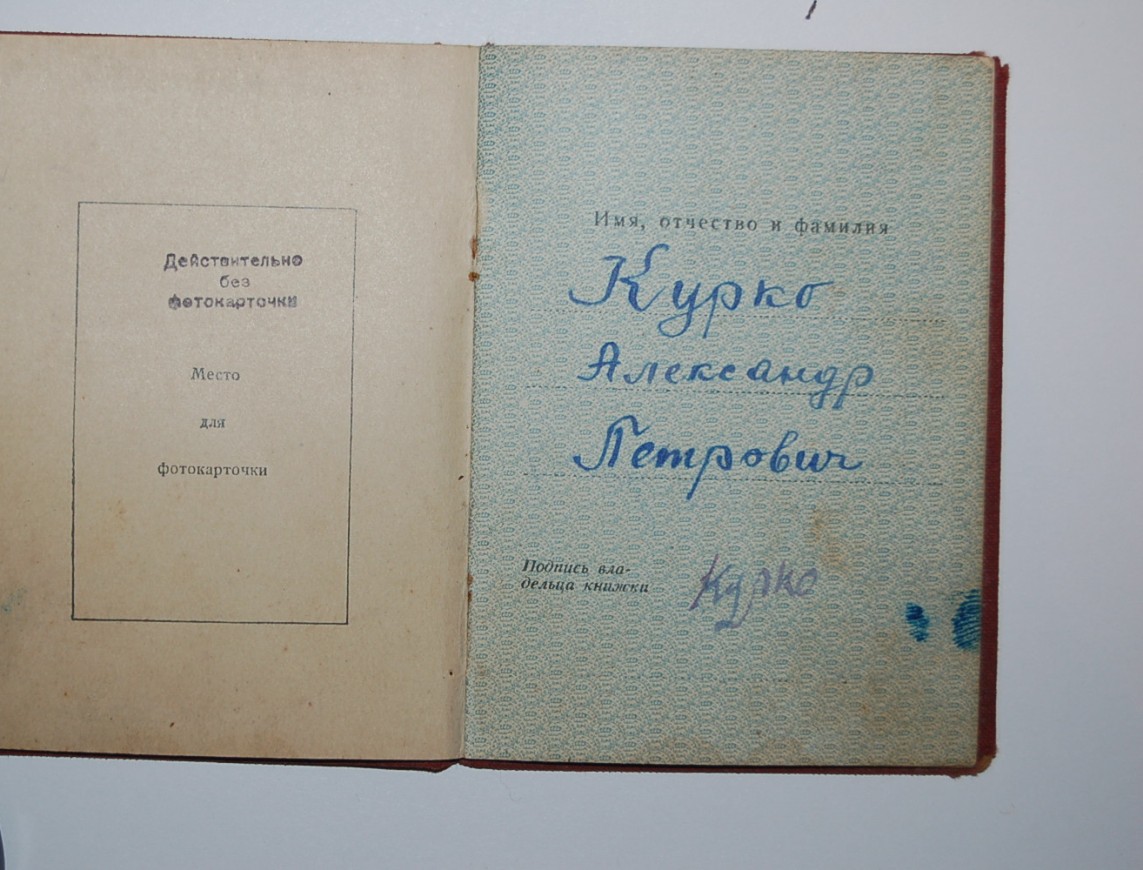 Действительно
без
фотокарточки
Место
для
фотокарточки
Имя, отчество и фамилия
Курко
Александр
Петрович
Подпись вла-
дельца книжки
Курко